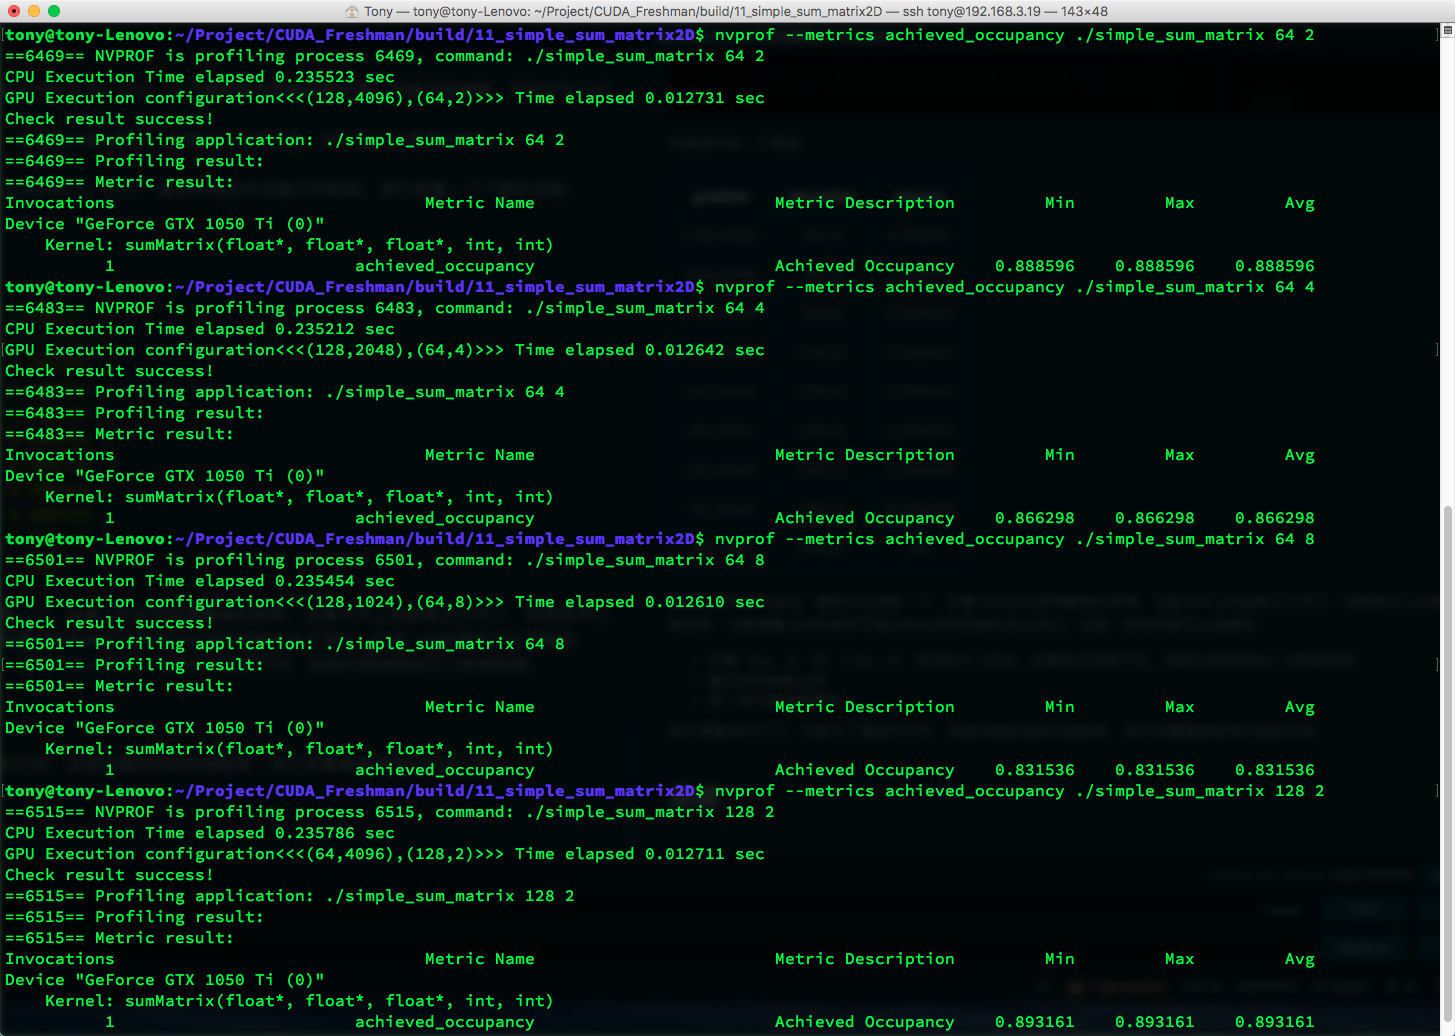 Tony — tony@tony-Lenovo: ~/Project/CUDA_Freshman/build/11_simple_sum_matrix2D — ssh tony@192.168.3.19 — 143×48
tony@tony-Lenovo:~/Project/CUDA_Freshman/build/11_simple_sum_matrix2D$ nvprof --metrics achieved_occupancy ./simple_sum_matrix 64 2
==6469== NVPROF is profiling process 6469, command: ./simple_sum_matrix 64 2
CPU Execution Time elapsed 0.235523 sec
GPU Execution configuration<<<(128,4096),(64,2)>>> Time elapsed 0.012731 sec
Check result success!
==6469== Profiling application: ./simple_sum_matrix 64 2
==6469== Profiling result:
==6469== Metric result:
Invocations                               Metric Name                        Metric Description         Min         Max         Avg
Device "GeForce GTX 1050 Ti (0)"
    Kernel: sumMatrix(float*, float*, float*, int, int)
          1                        achieved_occupancy                        Achieved Occupancy    0.888596    0.888596    0.888596
tony@tony-Lenovo:~/Project/CUDA_Freshman/build/11_simple_sum_matrix2D$ nvprof --metrics achieved_occupancy ./simple_sum_matrix 64 4
==6483== NVPROF is profiling process 6483, command: ./simple_sum_matrix 64 4
CPU Execution Time elapsed 0.235212 sec
GPU Execution configuration<<<(128,2048),(64,4)>>> Time elapsed 0.012642 sec
Check result success!
==6483== Profiling application: ./simple_sum_matrix 64 4
==6483== Profiling result:
==6483== Metric result:
Invocations                               Metric Name                        Metric Description         Min         Max         Avg
Device "GeForce GTX 1050 Ti (0)"
    Kernel: sumMatrix(float*, float*, float*, int, int)
          1                        achieved_occupancy                        Achieved Occupancy    0.866298    0.866298    0.866298
tony@tony-Lenovo:~/Project/CUDA_Freshman/build/11_simple_sum_matrix2D$ nvprof --metrics achieved_occupancy ./simple_sum_matrix 64 8
==6501== NVPROF is profiling process 6501, command: ./simple_sum_matrix 64 8
CPU Execution Time elapsed 0.235454 sec
GPU Execution configuration<<<(128,1024),(64,8)>>> Time elapsed 0.012610 sec
Check result success!
==6501== Profiling application: ./simple_sum_matrix 64 8
==6501== Profiling result:
==6501== Metric result:
Invocations                               Metric Name                        Metric Description         Min         Max         Avg
Device "GeForce GTX 1050 Ti (0)"
    Kernel: sumMatrix(float*, float*, float*, int, int)
          1                        achieved_occupancy                        Achieved Occupancy    0.831536    0.831536    0.831536
tony@tony-Lenovo:~/Project/CUDA_Freshman/build/11_simple_sum_matrix2D$ nvprof --metrics achieved_occupancy ./simple_sum_matrix 128 2
==6515== NVPROF is profiling process 6515, command: ./simple_sum_matrix 128 2
CPU Execution Time elapsed 0.235786 sec
GPU Execution configuration<<<(64,4096),(128,2)>>> Time elapsed 0.012711 sec
Check result success!
==6515== Profiling application: ./simple_sum_matrix 128 2
==6515== Profiling result:
==6515== Metric result:
Invocations                               Metric Name                        Metric Description         Min         Max         Avg
Device "GeForce GTX 1050 Ti (0)"
    Kernel: sumMatrix(float*, float*, float*, int, int)
          1                        achieved_occupancy                        Achieved Occupancy    0.893161    0.893161    0.893161